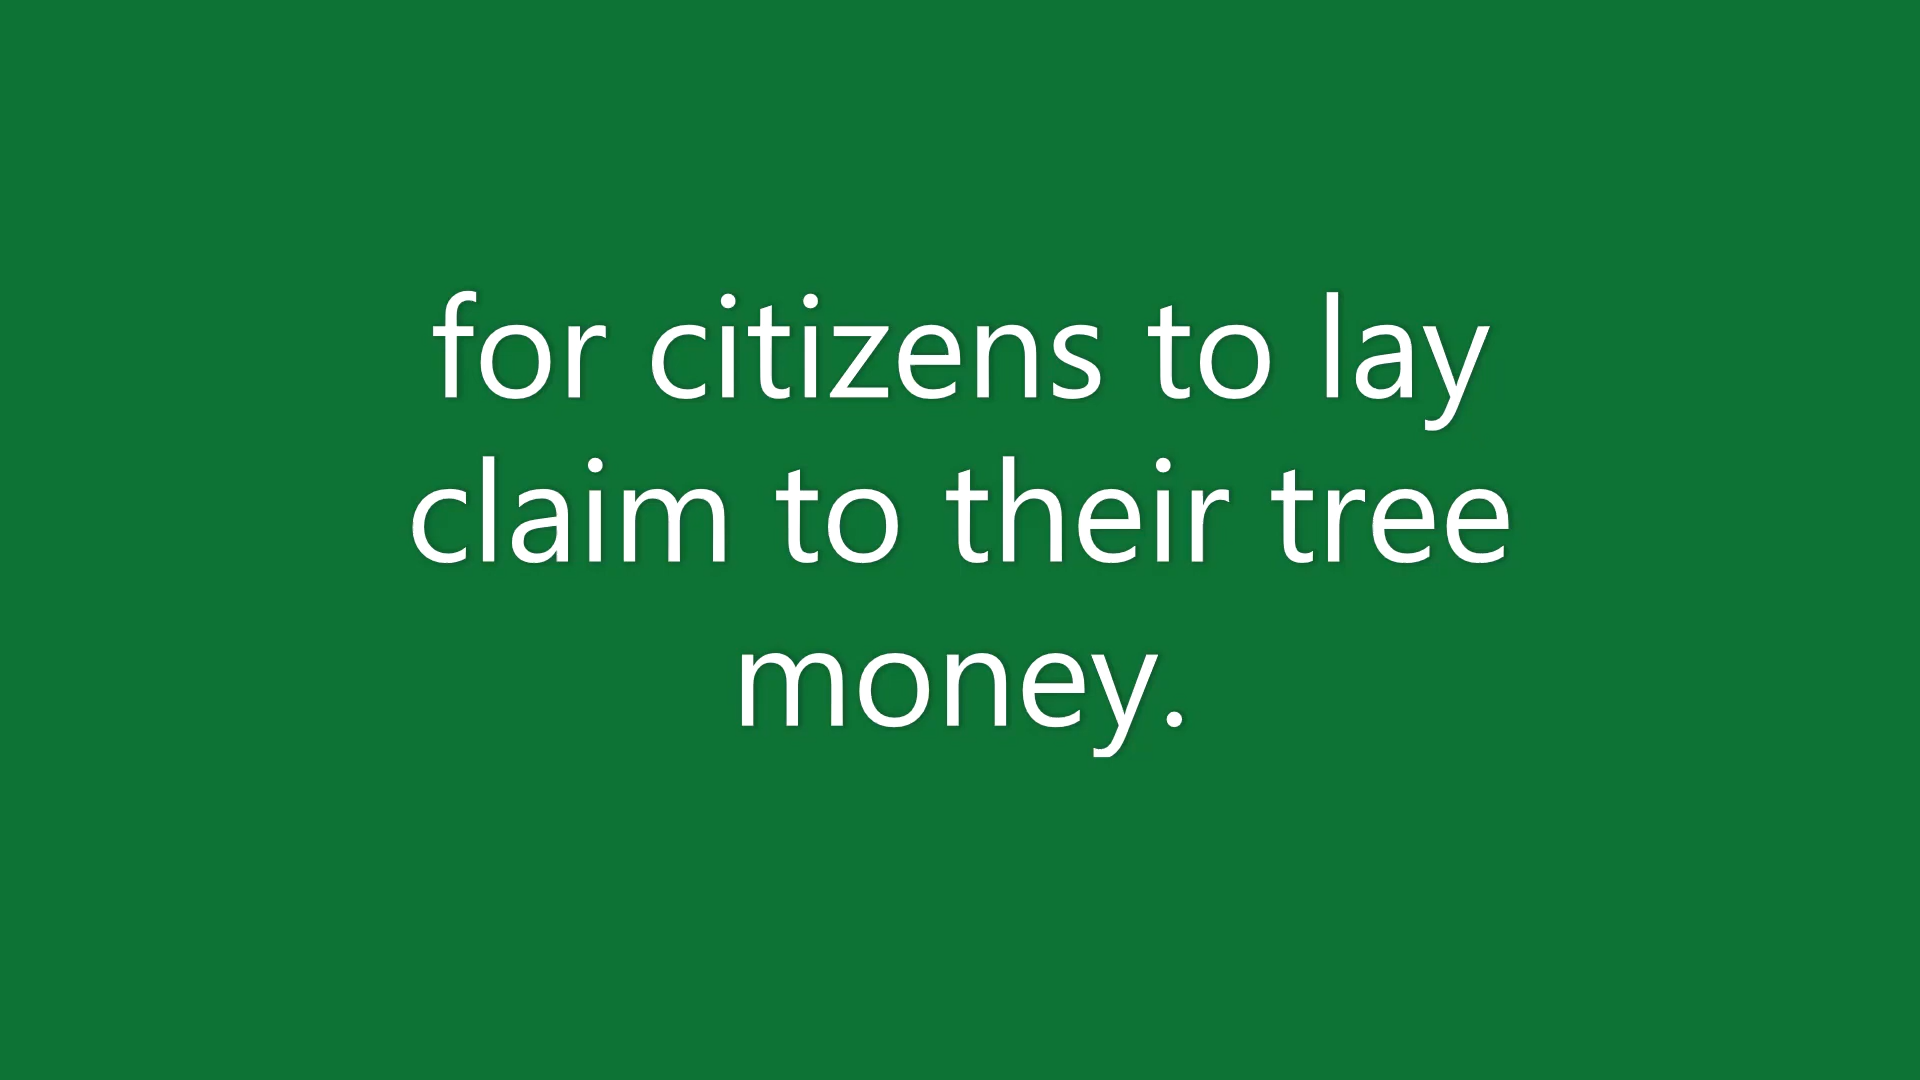 for citizens to lay
claim to their tree
money.